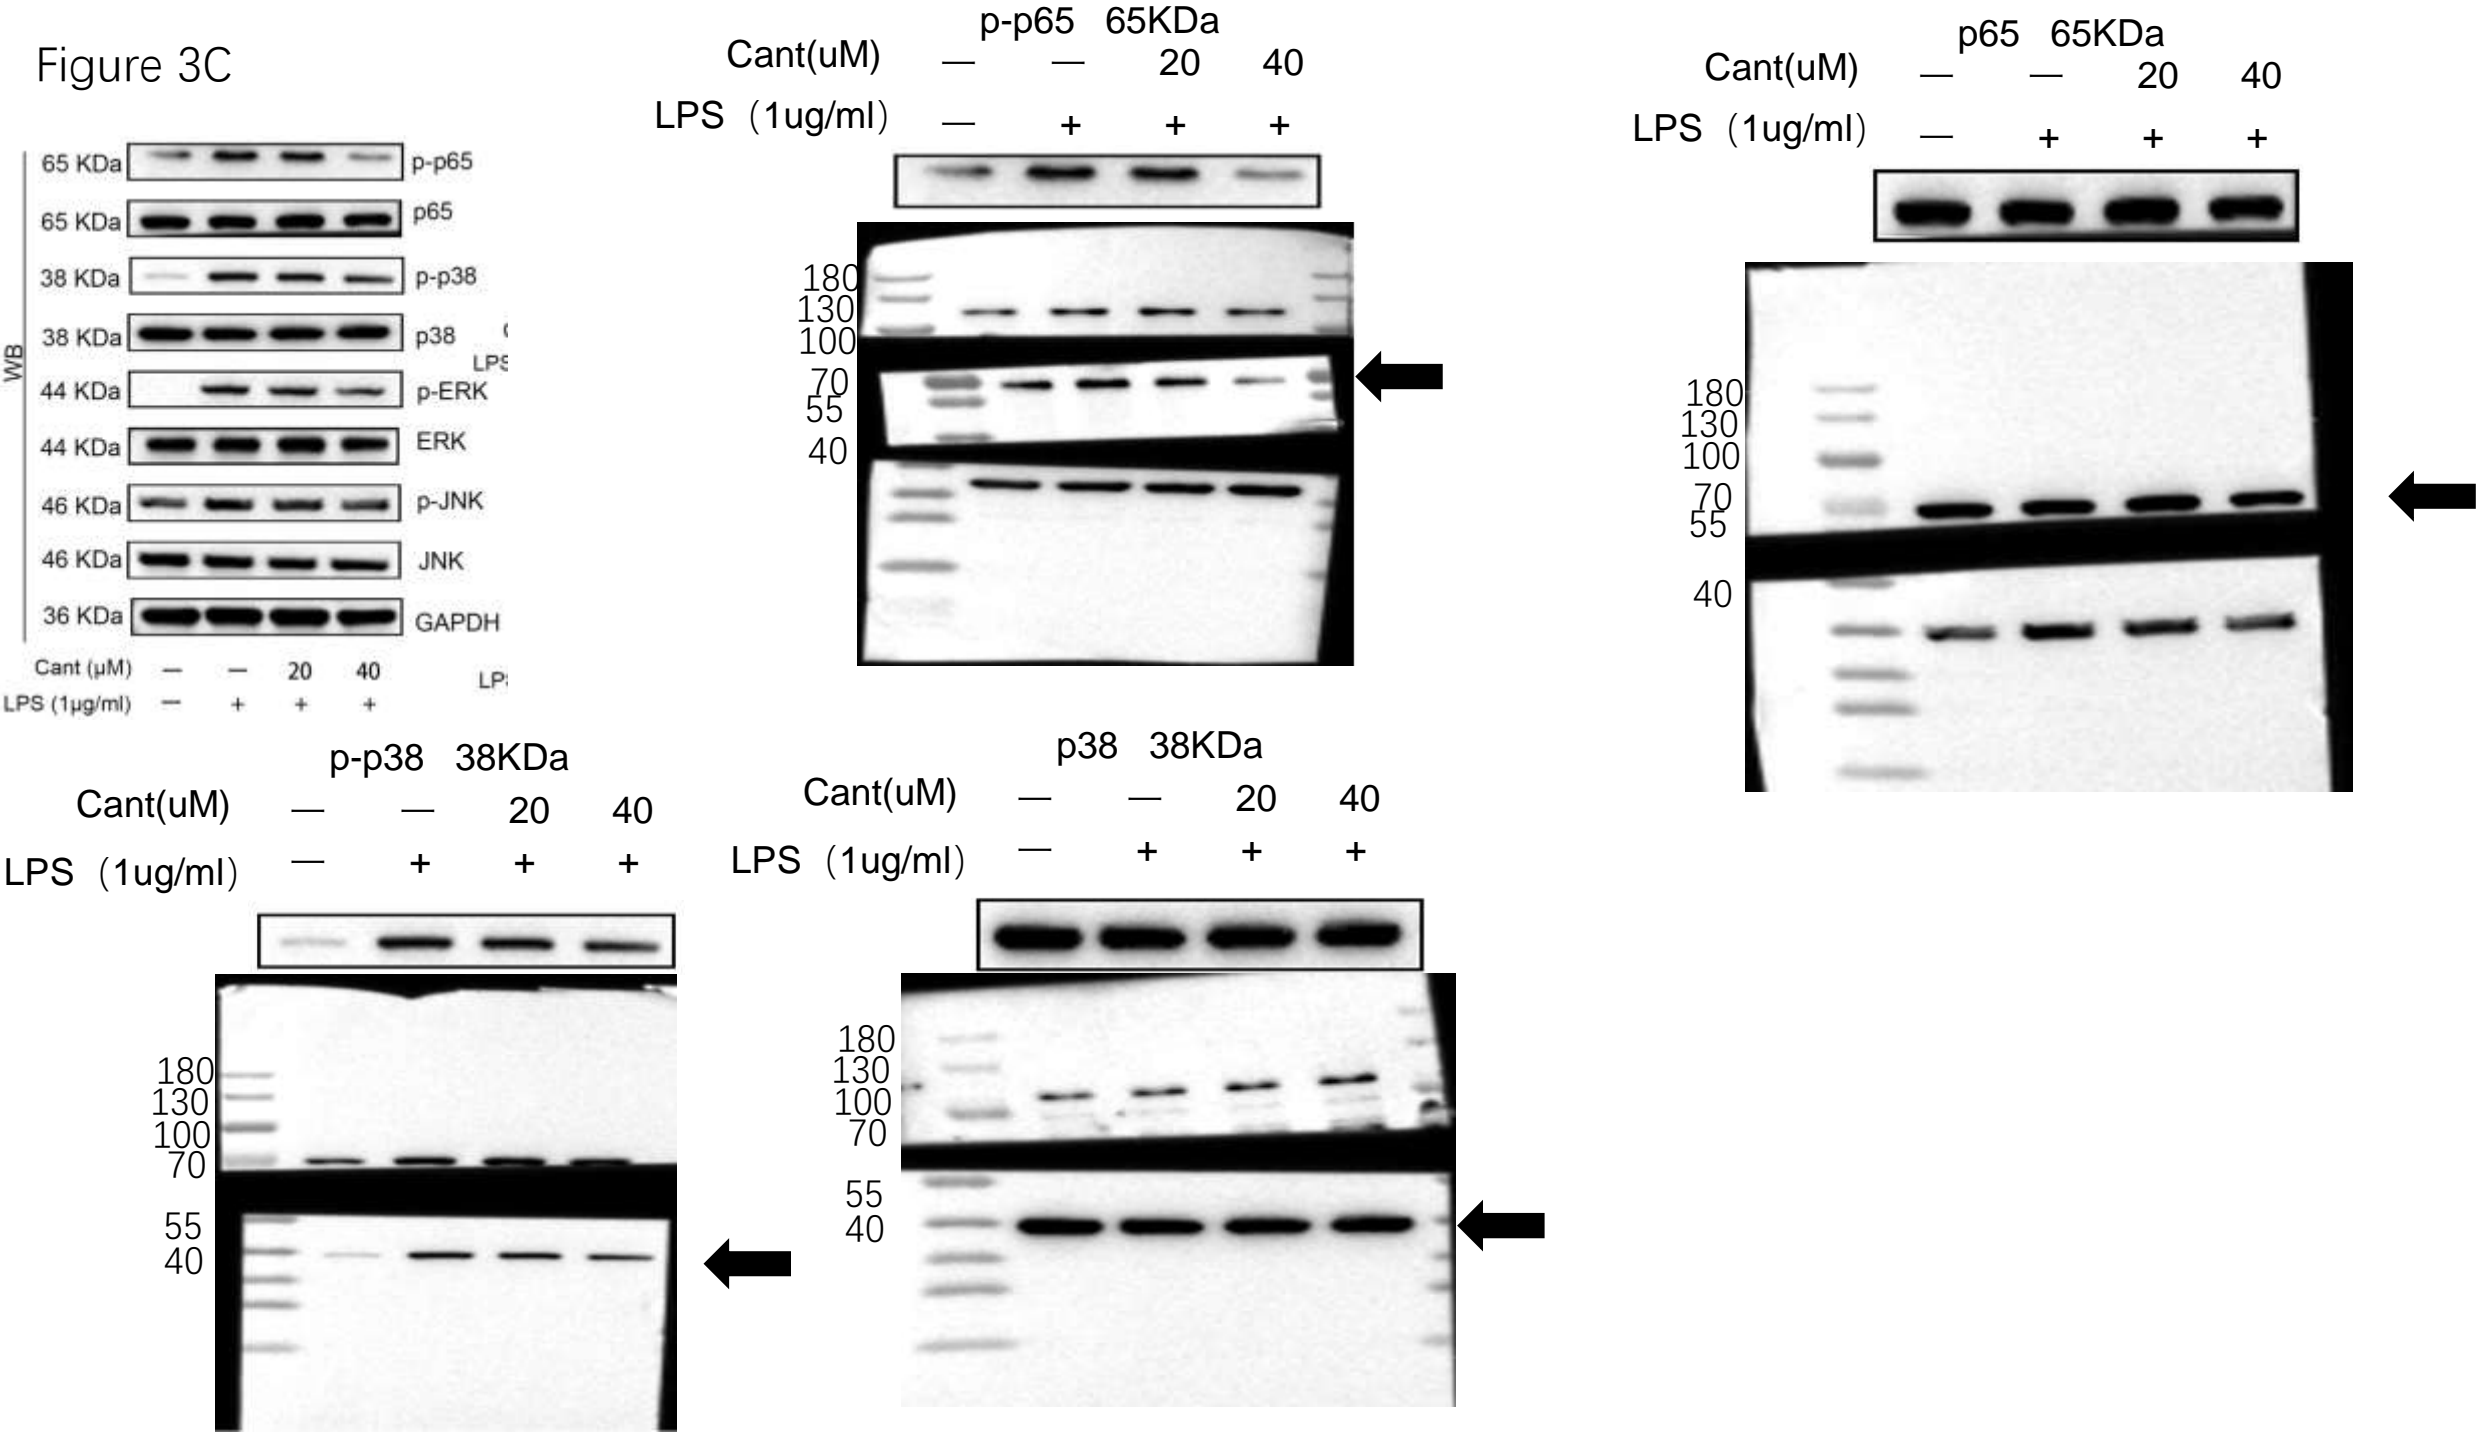 Figure 3C
65 KDa p-p65
65 KDa p65
38 KDa p-p38
38 KDa p38
LPS
44 KDa p-ERK
44 KDa ERK
46 KDa p-JNK
46 KDa JNK
36 KDa GAPDH
WB
Cant (μM) — — 20 40
LPS (1μg/ml) — + + +
LP
p-p65 65KDa
Cant(uM) — — 20 40
LPS（1ug/ml） — + + +
180
130
100
70
55
40
p65 65KDa
Cant(uM) — — 20 40
LPS（1ug/ml） — + + +
180
130
100
70
55
40
p-p38 38KDa
Cant(uM) — — 20 40
LPS（1ug/ml） — + + +
180
130
100
70
55
40
p38 38KDa
Cant(uM) — — 20 40
LPS（1ug/ml） — + + +
180
130
100
70
55
40